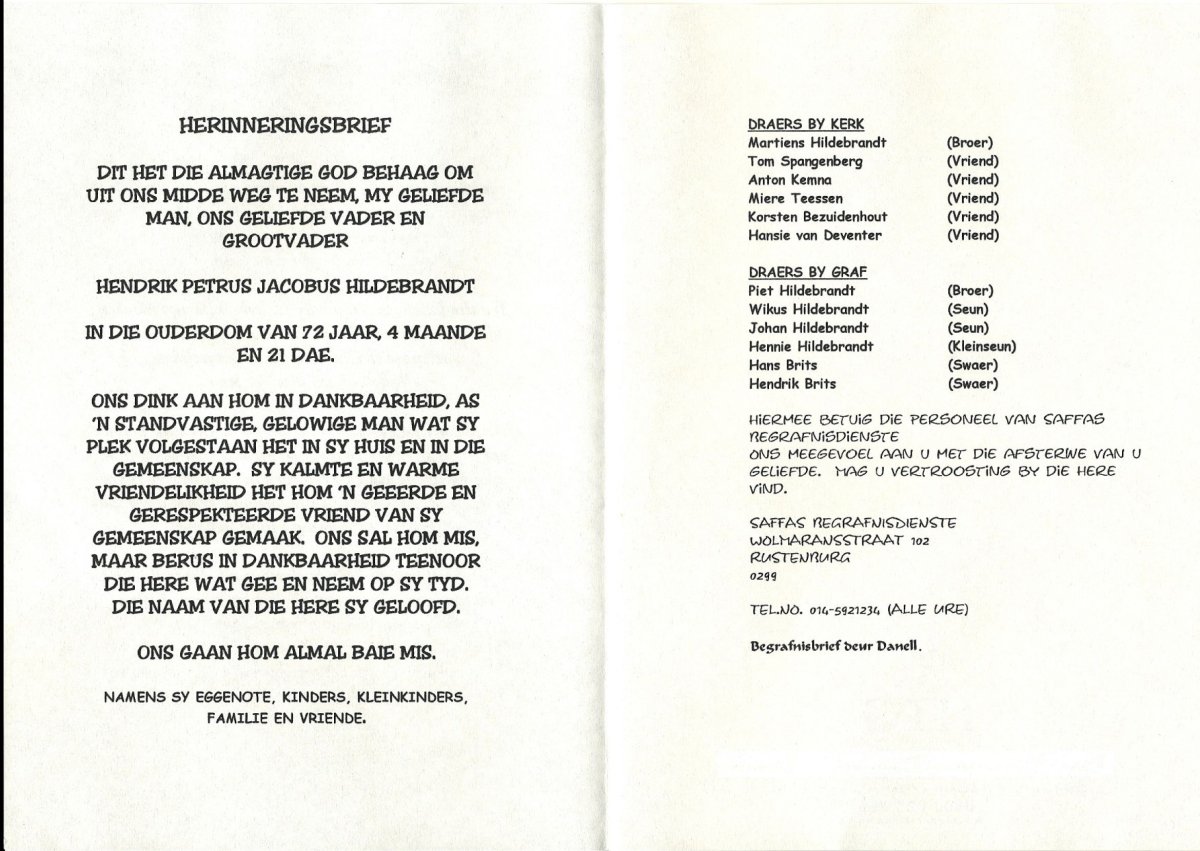 HERINNERINGSBRIEF
DIT HET DIE ALMAGTIGE GOD BEHAAG OM
UIT ONS MIDDE WEG TE NEEM, MY GELIEFDE
MAN, ONS GELIEFDE VADER EN
GROOTVADER
HENDRIK PETRUS JACOBUS HILDEBRANDT
IN DIE OUDERDOM VAN 72 JAAR, 4 MAANDE
EN 21 DAE.
ONS DINK AAN HOM IN DANKBAARHEID, AS
'N STANDVASTIGE, GELOWIGE MAN WAT SY
PLEK VOLGESTAAN HET IN SY HUIS EN IN DIE
GEMEENSKAP. SY KALMTE EN WARME
VRIENDELIKHEID HET HOM 'N GEEERDE EN
GERESPEKTEERDE VRIEND VAN SY
GEMEENSKAP GEMAAK. ONS SAL HOM MIS,
MAAR BERUS IN DANKBAARHEID TEENOOR
DIE HERE WAT GEE EN NEEM OP SY TYD.
DIE NAAM VAN DIE HERE SY GELOOFD.
ONS GAAN HOM ALMAL BAIE MIS.
NAMENS SY EGGENOTE, KINDERS, KLEINKINDERS,
FAMILIE EN VRIENDE.
DRAERS BY KERK
Martiens Hildebrandt (Broer)
Tom Spangenberg (Vriend)
Anton Kemna (Vriend)
Miere Teessen (Vriend)
Korsten Bezuidenhout (Vriend)
Hansie van Deventer (Vriend)
DRAERS BY GRAF
Piet Hildebrandt (Broer)
Wikus Hildebrandt (Seun)
Johan Hildebrandt (Seun)
Hennie Hildebrandt (Kleinseun)
Hans Brits (Swaer)
Hendrik Brits (Swaer)
HIERMEE BETUIG DIE PERSONEEL VAN SAFFAS
BEGRAFNISDIENSTE
ONS MEEGEVOEL AAN U MET DIE AFSTERWE VAN U
GELIEFDE. MAG U VERTROOSTING BY DIE HERE
VIND.
SAFFAS BEGRAFNISDIENSTE
WOLMARANSSTRAAT 102
RUSTENBURG
0299
TEL.NO. 014-5921234 (ALLE URE)
Begrafnisbrief deur Danell.